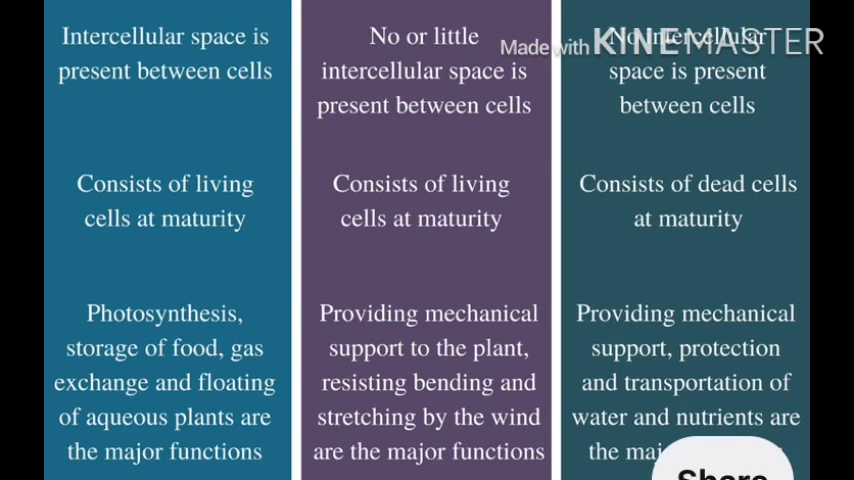 Intercellular space is
present between cells
Consists of living
cells at maturity
Photosynthesis,
storage of food, gas
exchange and floating
of aqueous plants are
the major functions
No or little
intercellular space is
present between cells
Consists of living
cells at maturity
Providing mechanical
support to the plant,
resisting bending and
stretching by the wind
are the major functions
No intercellular
space is present
between cells
Consists of dead cells
at maturity
Providing mechanical
support, protection
and transportation of
water and nutrients are
the
Made with KINEMASTER
Share